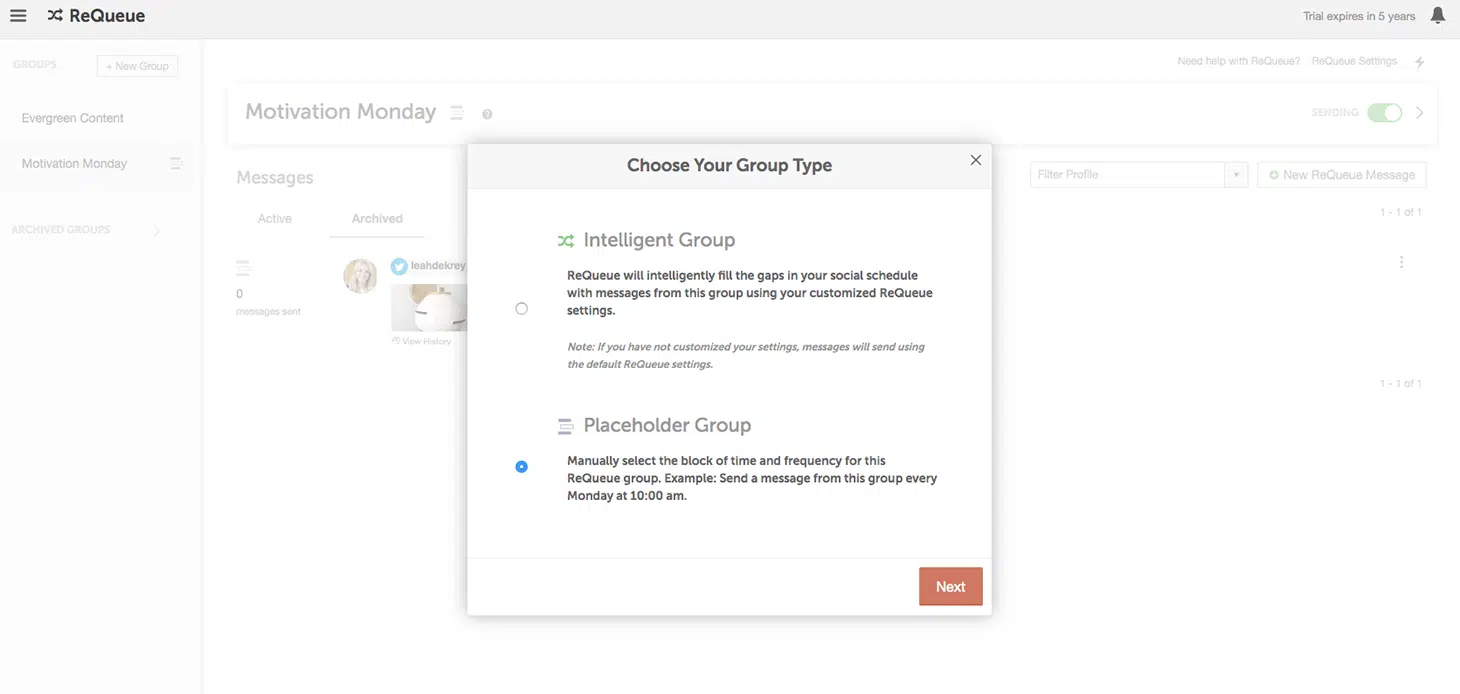 ReQueue
Trial expires in 5 years
GROUPS
+ New Group
Need help with ReQueue?
ReQueue Settings
Evergreen Content
Motivation Monday
ARCHIVED GROUPS
Motivation Monday
SENDING
Messages
Filter Profile
New ReQueue Message
1 - 1 of 1
Active
Archived
0
messages sent
leahdekrey
View History
1 - 1 of 1
Choose Your Group Type
Intelligent Group
ReQueue will intelligently fill the gaps in your social schedule
with messages from this group using your customized ReQueue
settings.
Note: If you have not customized your settings, messages will send using
the default ReQueue settings.
Placeholder Group
Manually select the block of time and frequency for this
ReQueue group. Example: Send a message from this group every
Monday at 10:00 am.
Next